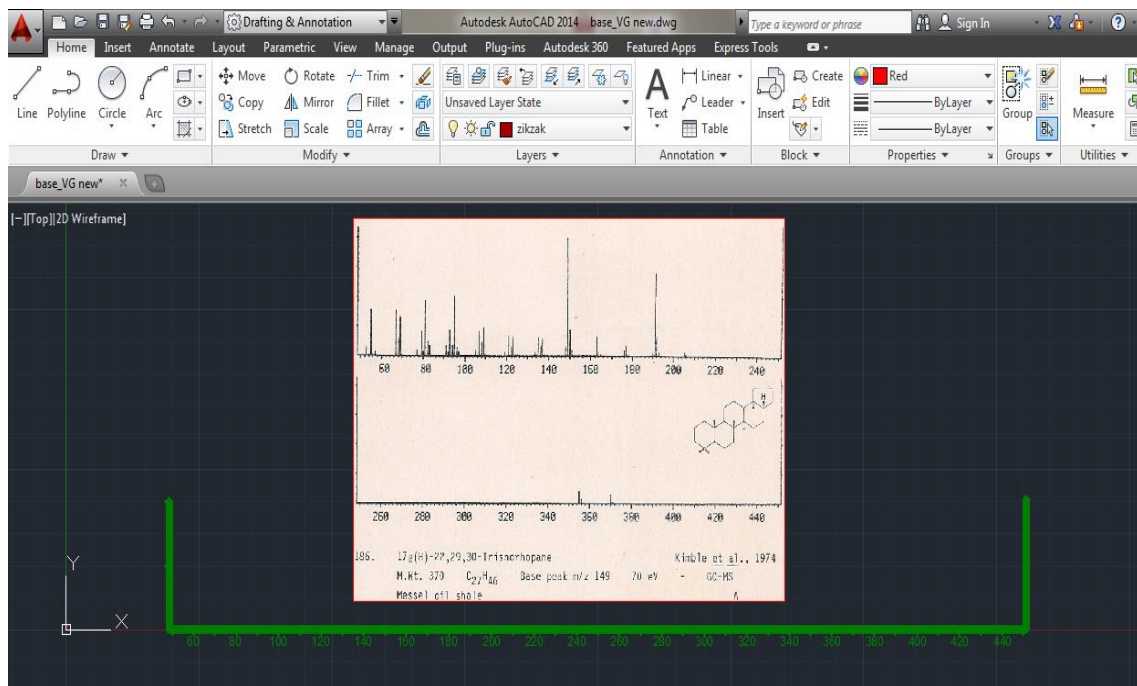 Drafting & Annotation Autodesk AutoCAD 2014 base_VG new.dwg Type a keyword or phrase Sign In
Home Insert Annotate Layout Parametric View Manage Output Plug-ins Autodesk 360 Featured Apps Express Tools
Move Rotate Trim Linear Create Red
Line Polyline Circle Arc Copy Mirror Fillet Unsaved Layer State Text Leader Insert Edit ByLayer Group Measure
Stretch Scale Array zikzak Table ByLayer
Draw Modify Layers Annotation Block Properties Groups Utilities
base_VG new*
[−][Top][2D Wireframe]
60 80 100 120 140 160 180 200 220 240
H
260 280 300 320 340 360 380 400 420 440
186. 17β(H)-22,29,30-Trisnorhopane Kimble et al., 1974
M.Wt. 370 C27H46 Base peak m/z 149 70 eV - GC-MS
Messel oil shale
Y
X
60 80 100 120 140 160 180 200 220 240 260 280 300 320 340 360 380 400 420 440